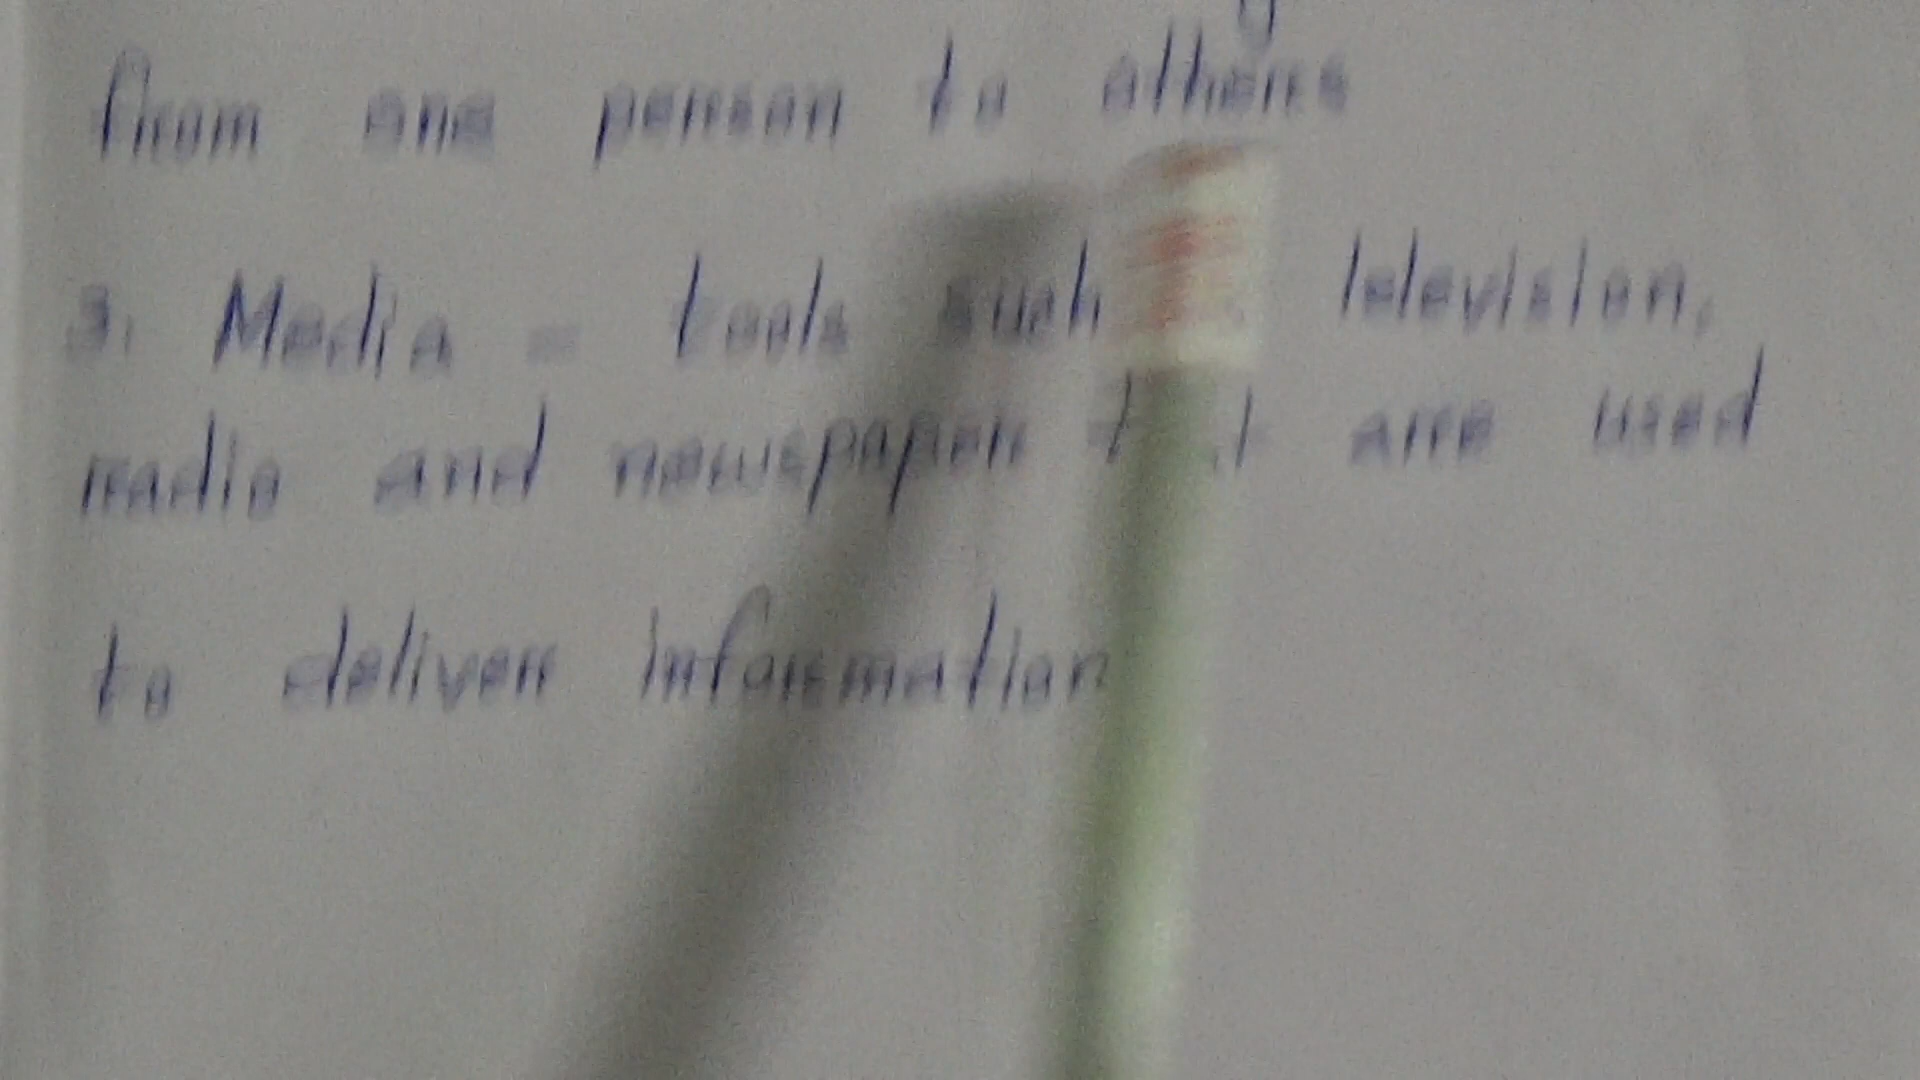 from one person to others
3. Media = tools such television,
radio and newspaper are used
to deliver information